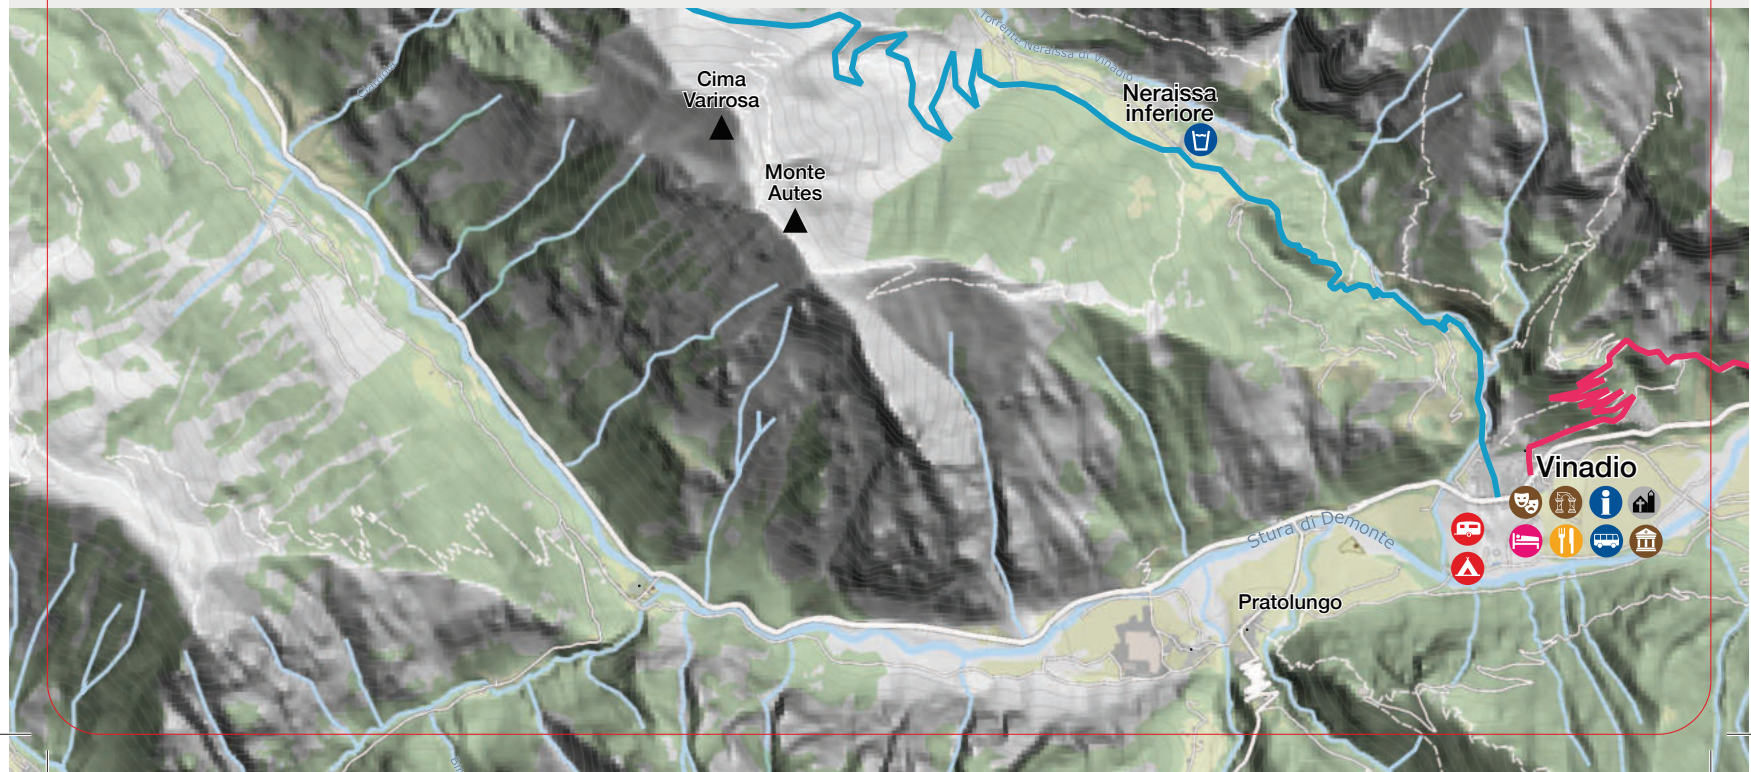 Torrente Neraissa di Vinadio
Cima
Varirosa
Neraissa
inferiore
Monte
Autes
Vinadio
Stura di Demonte
Pratolungo